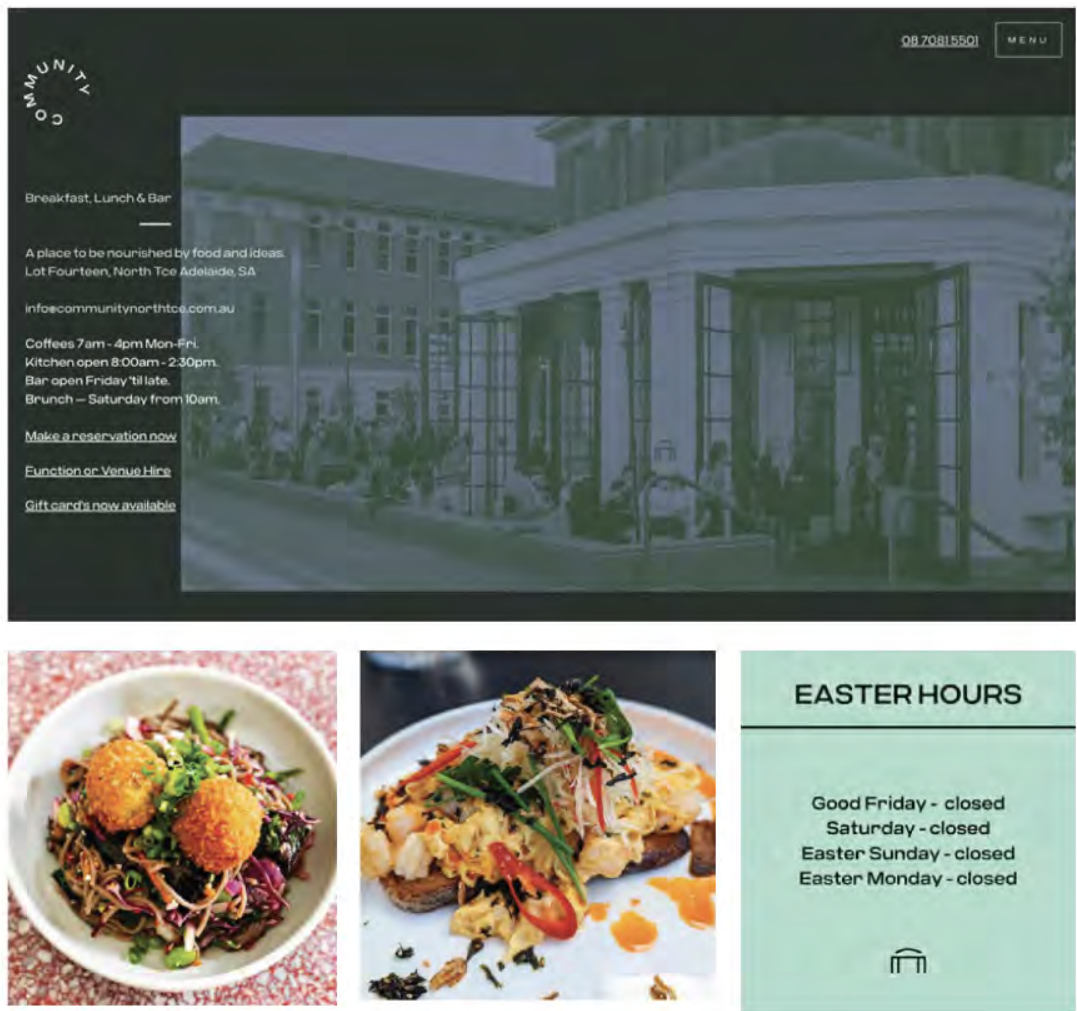 08 7081 5501
MENU
COMMUNITY
Breakfast, Lunch & Bar
A place to be nourished by food and ideas.
Lot Fourteen, North Tce Adelaide, SA
info@communitynorthtce.com.au
Coffees 7am - 4pm Mon-Fri.
Kitchen open 8:00am - 2:30pm.
Bar open Friday 'til late.
Brunch — Saturday from 10am.
Make a reservation now
Function or Venue Hire
Gift card's now available
EASTER HOURS
Good Friday - closed
Saturday - closed
Easter Sunday - closed
Easter Monday - closed